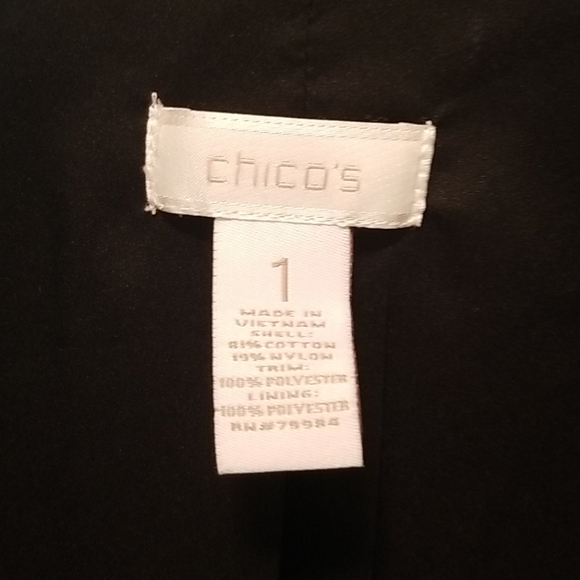 chico's
1
MADE IN
VIETNAM
SHELL:
81% COTTON
19% NYLON
TRIM:
100% POLYESTER
LINING:
100% POLYESTER
RN#79984